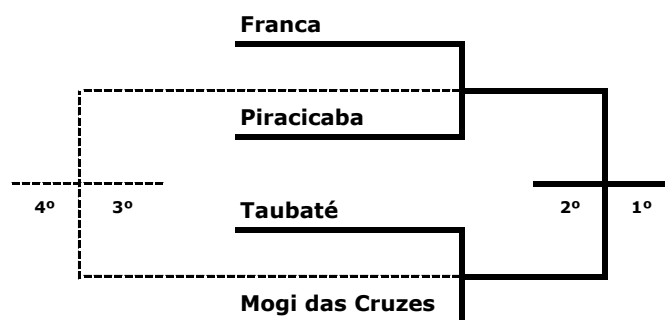 Franca
Piracicaba
4º 3º
2º 1º
Taubaté
Mogi das Cruzes